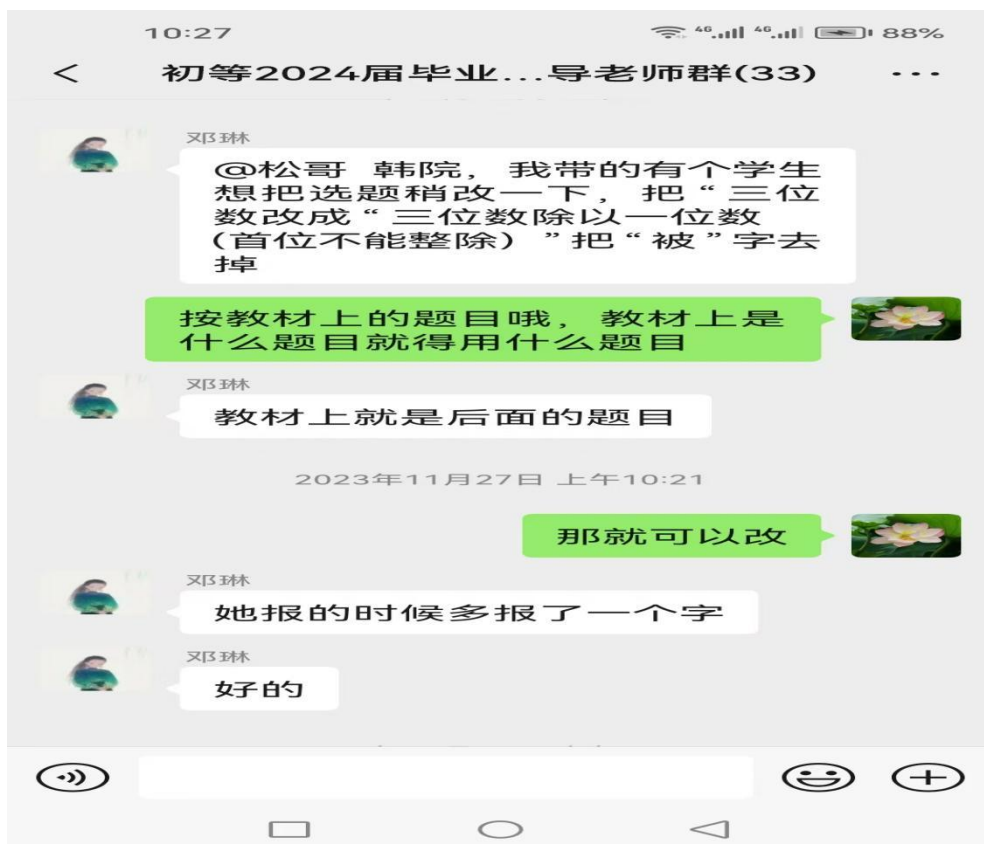 10:27
4G 4G 88%
初等2024届毕业...导老师群(33)
邓琳
@松哥 韩院，我带的有个学生
想把选题稍改一下，把“三位
数改成“三位数除以一位数
(首位不能整除)”把“被”字去
掉
按教材上的题目哦，教材上是
什么题目就得用什么题目
邓琳
教材上就是后面的题目
2023年11月27日 上午10:21
那就可以改
邓琳
她报的时候多报了一个字
邓琳
好的